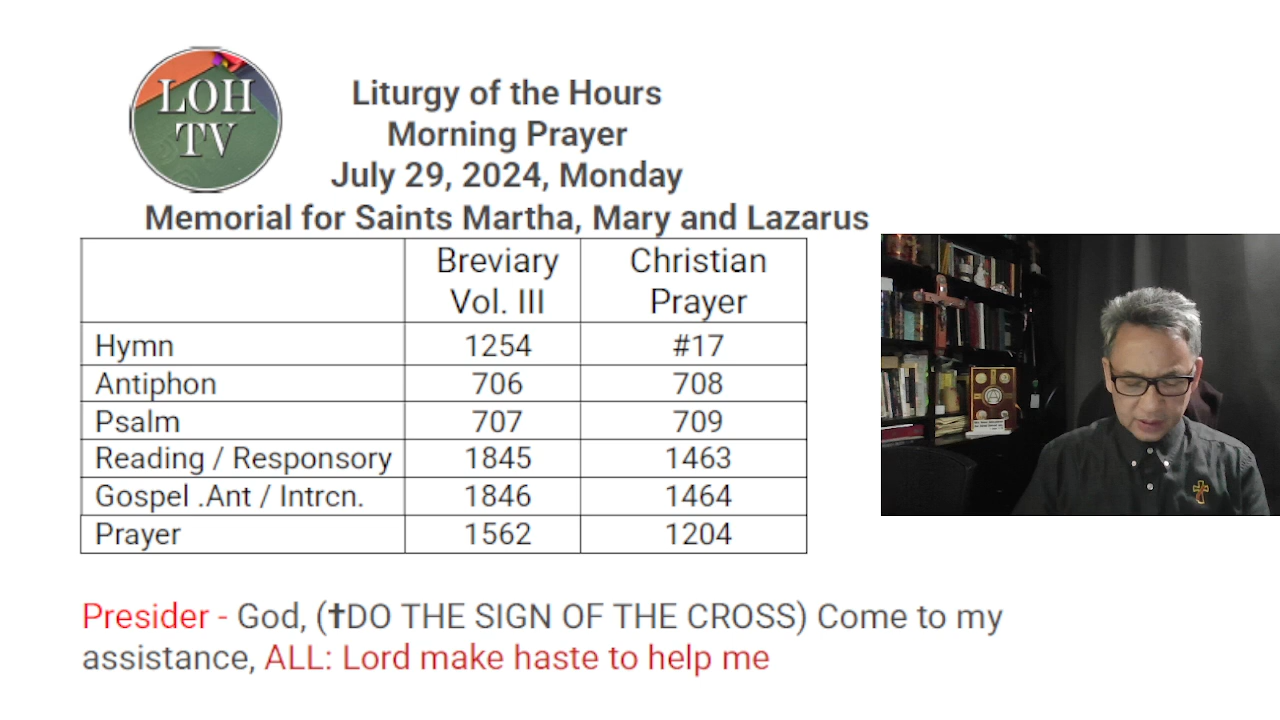 LOH
TV
Liturgy of the Hours
Morning Prayer
July 29, 2024, Monday
Memorial for Saints Martha, Mary and Lazarus
Breviary Vol. III Christian Prayer
Hymn 1254 #17
Antiphon 706 708
Psalm 707 709
Reading / Responsory 1845 1463
Gospel .Ant / Intrcn. 1846 1464
Prayer 1562 1204
Presider - God, (✝DO THE SIGN OF THE CROSS) Come to my
assistance, ALL: Lord make haste to help me